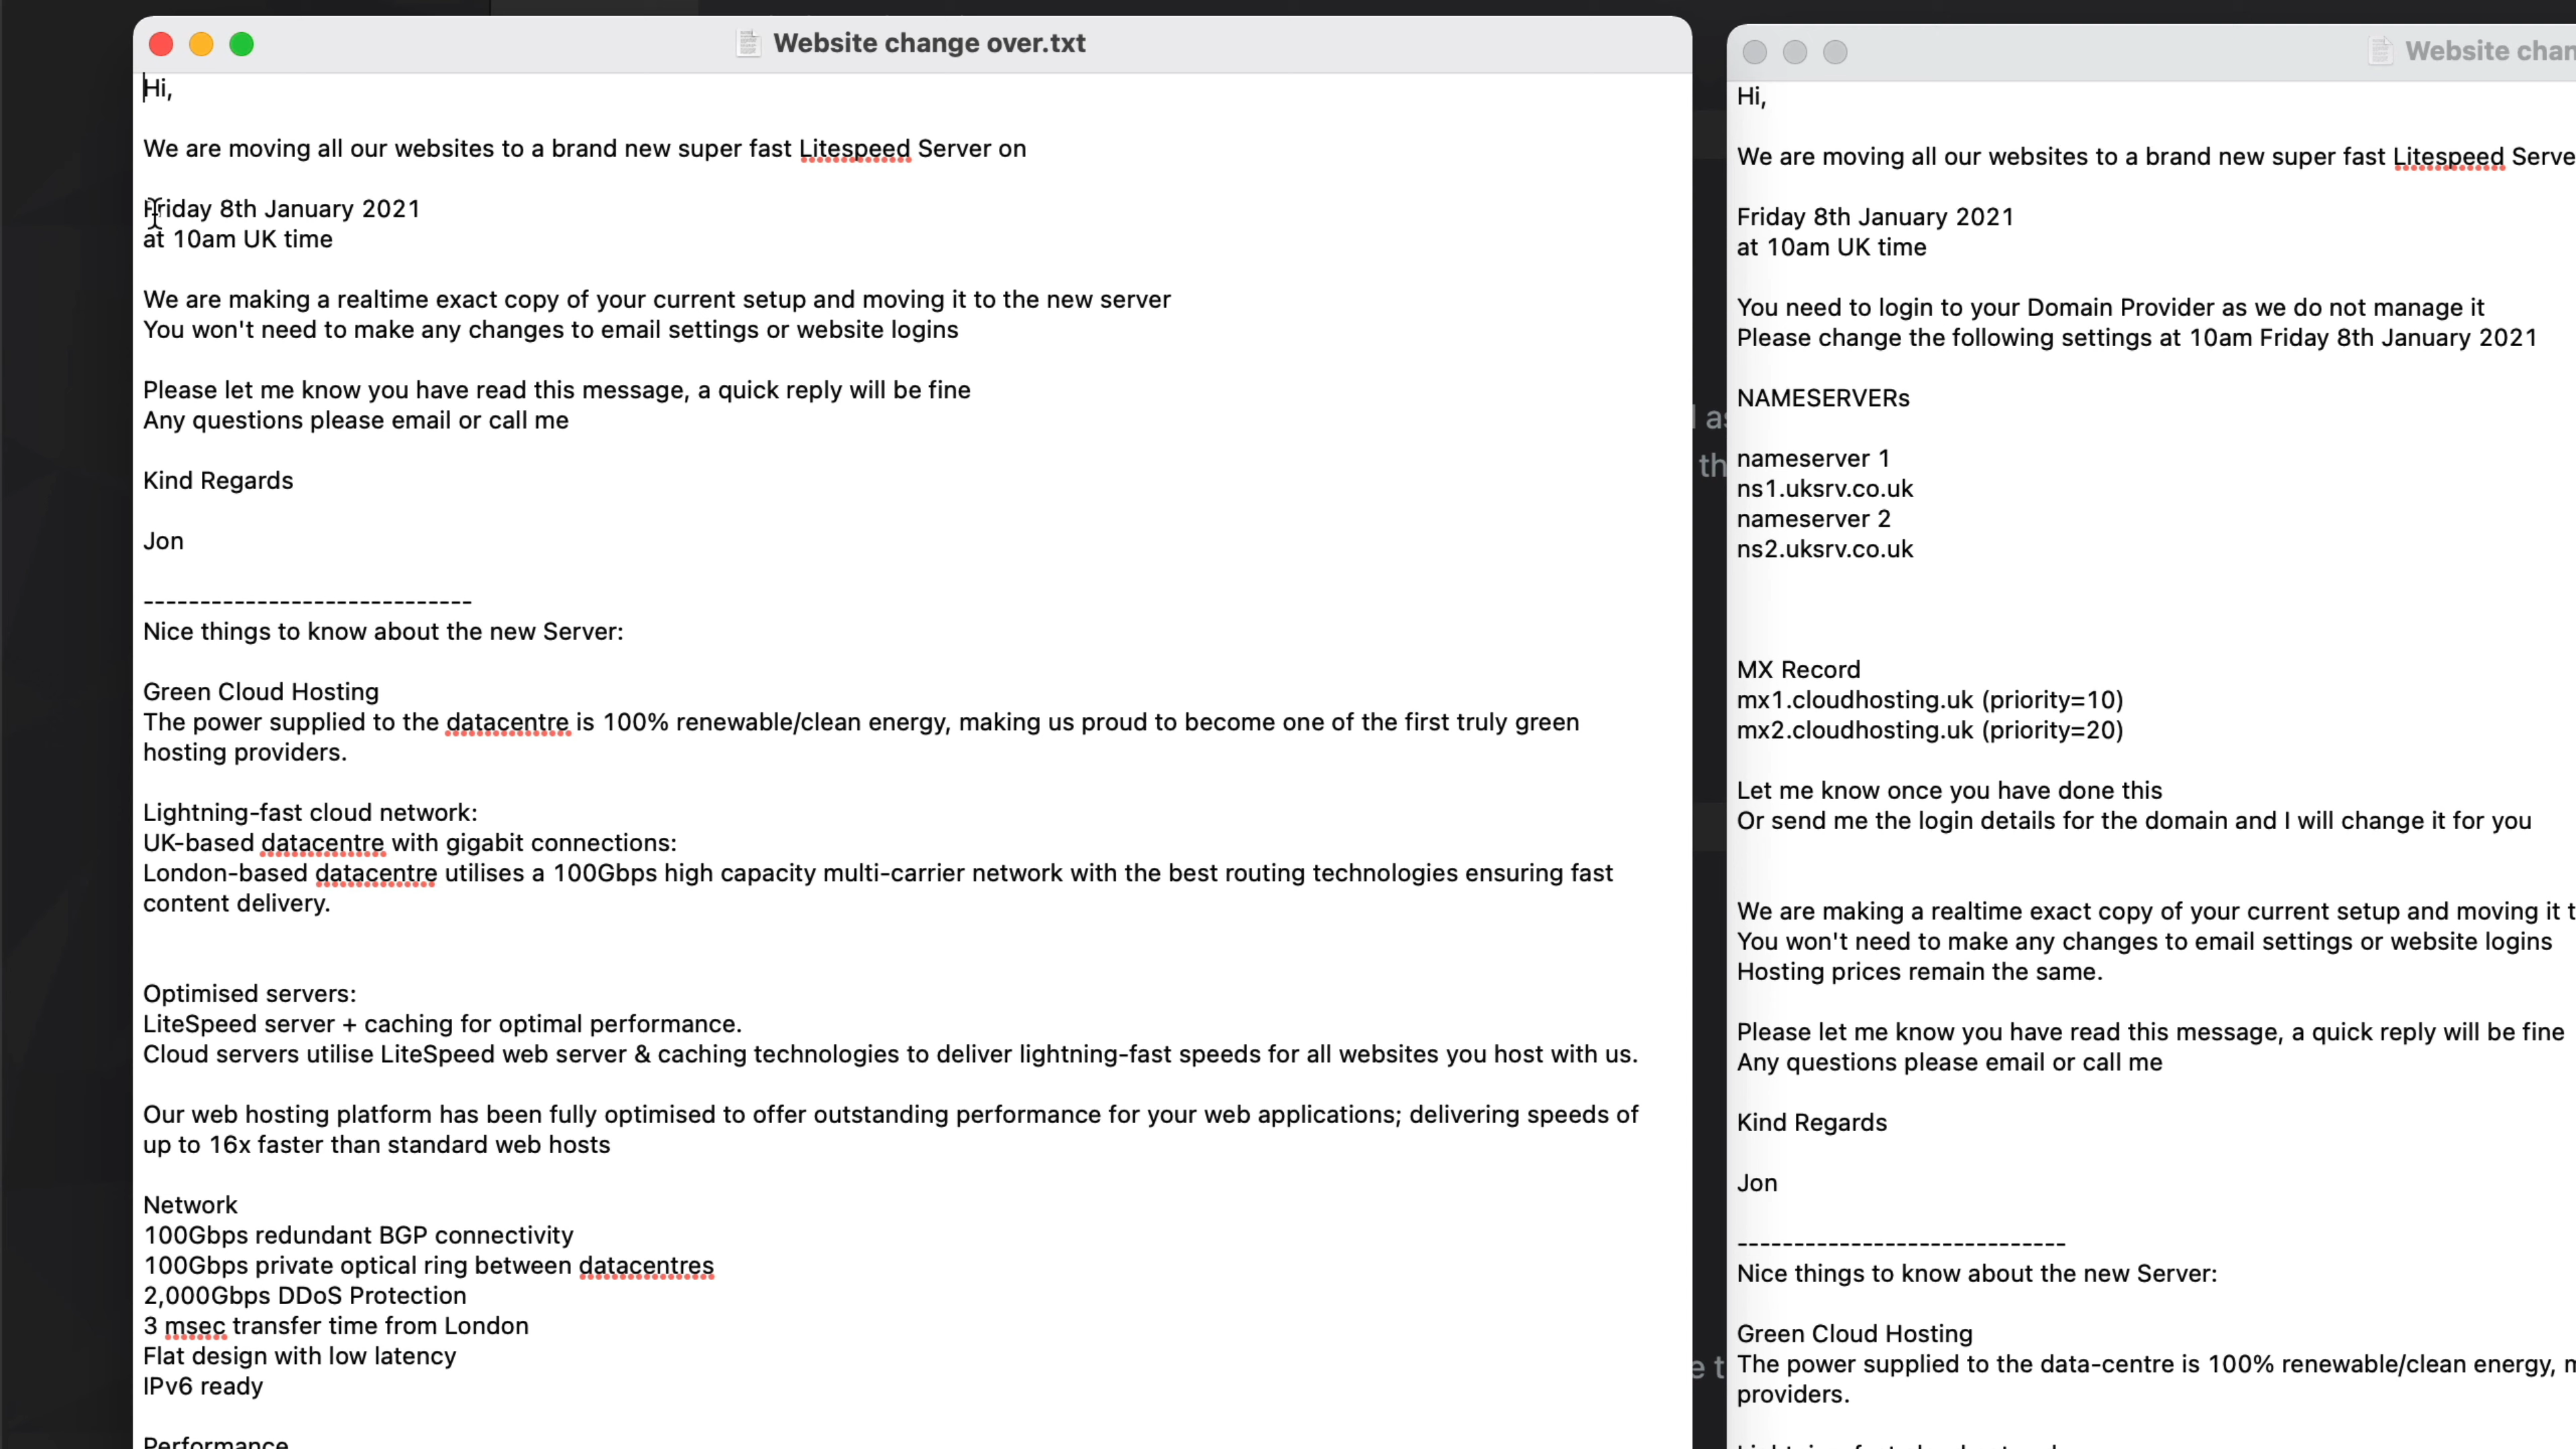 Website change over.txt
Hi,
We are moving all our websites to a brand new super fast Litespeed Server on
Friday 8th January 2021
at 10am UK time
We are making a realtime exact copy of your current setup and moving it to the new server
You won't need to make any changes to email settings or website logins
Please let me know you have read this message, a quick reply will be fine
Any questions please email or call me
Kind Regards
Jon
-----------------------------
Nice things to know about the new Server:
Green Cloud Hosting
The power supplied to the datacentre is 100% renewable/clean energy, making us proud to become one of the first truly green
hosting providers.
Lightning-fast cloud network:
UK-based datacentre with gigabit connections:
London-based datacentre utilises a 100Gbps high capacity multi-carrier network with the best routing technologies ensuring fast
content delivery.
Optimised servers:
LiteSpeed server + caching for optimal performance.
Cloud servers utilise LiteSpeed web server & caching technologies to deliver lightning-fast speeds for all websites you host with us.
Our web hosting platform has been fully optimised to offer outstanding performance for your web applications; delivering speeds of
up to 16x faster than standard web hosts
Network
100Gbps redundant BGP connectivity
100Gbps private optical ring between datacentres
2,000Gbps DDoS Protection
3 msec transfer time from London
Flat design with low latency
IPv6 ready
Performance
Website chan
Hi,
We are moving all our websites to a brand new super fast Litespeed Serve
Friday 8th January 2021
at 10am UK time
You need to login to your Domain Provider as we do not manage it
Please change the following settings at 10am Friday 8th January 2021
NAMESERVERs
nameserver 1
ns1.uksrv.co.uk
nameserver 2
ns2.uksrv.co.uk
MX Record
mx1.cloudhosting.uk (priority=10)
mx2.cloudhosting.uk (priority=20)
Let me know once you have done this
Or send me the login details for the domain and I will change it for you
We are making a realtime exact copy of your current setup and moving it t
You won't need to make any changes to email settings or website logins
Hosting prices remain the same.
Please let me know you have read this message, a quick reply will be fine
Any questions please email or call me
Kind Regards
Jon
-----------------------------
Nice things to know about the new Server:
Green Cloud Hosting
The power supplied to the data-centre is 100% renewable/clean energy, m
providers.